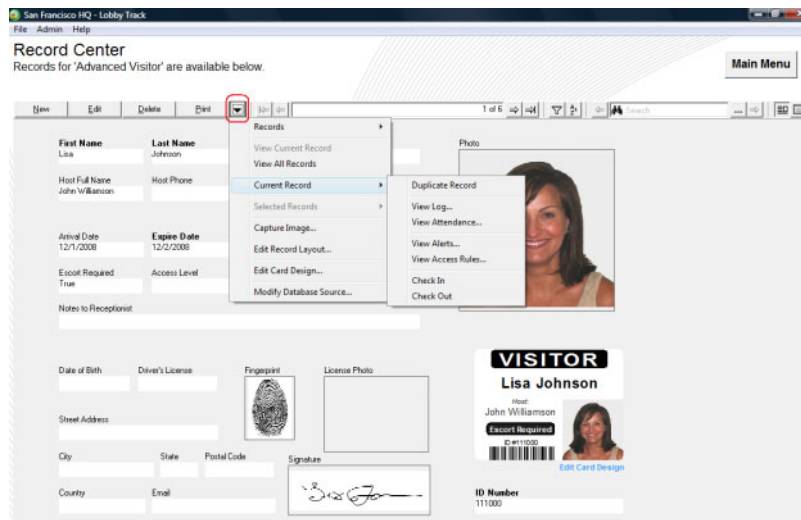 San Francisco HQ - Lobby Track
File Admin Help
Record Center
Records for 'Advanced Visitor' are available below.
Main Menu
New Edit Delete Print 1 of 6 Search ...
Records
View Current Record
View All Records
Current Record
Selected Records
Capture Image...
Edit Record Layout...
Edit Card Design...
Modify Database Source...
Duplicate Record
View Log...
View Attendance...
View Alerts...
View Access Rules...
Check In
Check Out
First Name Last Name
Lisa Johnson
Photo
Host Full Name Host Phone
John Williamson
Arrival Date Expire Date
12/1/2008 12/2/2008
Escort Required Access Level
True
Notes to Receptionist
Date of Birth Driver's License Fingerprint License Photo
Street Address
City State Postal Code Signature
Country Email
VISITOR
Lisa Johnson
Host:
John Williamson
Escort Required
ID #111000
Edit Card Design
ID Number
111000